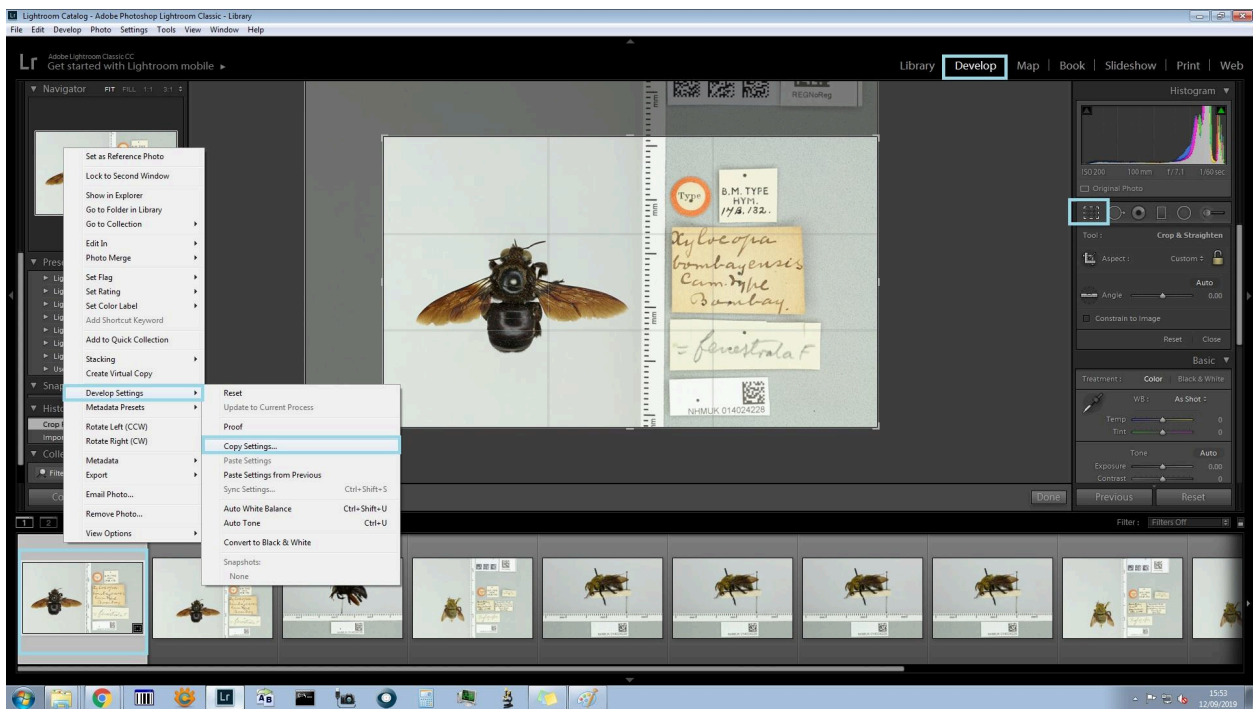 Lightroom Catalog - Adobe Photoshop Lightroom Classic - Library
File Edit Develop Photo Settings Tools View Window Help
Lr
Adobe Lightroom Classic CC
Get started with Lightroom mobile
Library | Develop | Map | Book | Slideshow | Print | Web
Navigator FIT FILL 1:1 3:1
Set as Reference Photo
Lock to Second Window
Show in Explorer
Go to Folder in Library
Go to Collection
Edit In
Photo Merge
Set Flag
Set Rating
Set Color Label
Add Shortcut Keyword
Add to Quick Collection
Stacking
Create Virtual Copy
Develop Settings
Metadata Presets
Rotate Left (CCW)
Rotate Right (CW)
Metadata
Export
Email Photo...
Remove Photo...
View Options
Reset
Update to Current Process
Proof
Copy Settings...
Paste Settings
Paste Settings from Previous
Sync Settings... Ctrl+Shift+S
Auto White Balance Ctrl+Shift+U
Auto Tone Ctrl+U
Convert to Black & White
Snapshots:
None
REGNoReg
mm
mm
mm
Type
B.M. TYPE
HYM.
17B.132.
Xylocopa
bombayensis
Cam. Type
Bombay.
= fenestrata F
NHMUK 014024228
Histogram
ISO 200 100 mm f/7.1 1/60 sec
Original Photo
Tool : Crop & Straighten
Aspect : Custom
Auto
Angle 0.00
Constrain to Image
Reset Close
Basic
Treatment : Color | Black & White
WB : As Shot
Temp 0
Tint 0
Tone Auto
Exposure 0.00
Contrast 0
Done
Previous Reset
1 2
Filter : Filters Off
15:53
12/09/2019